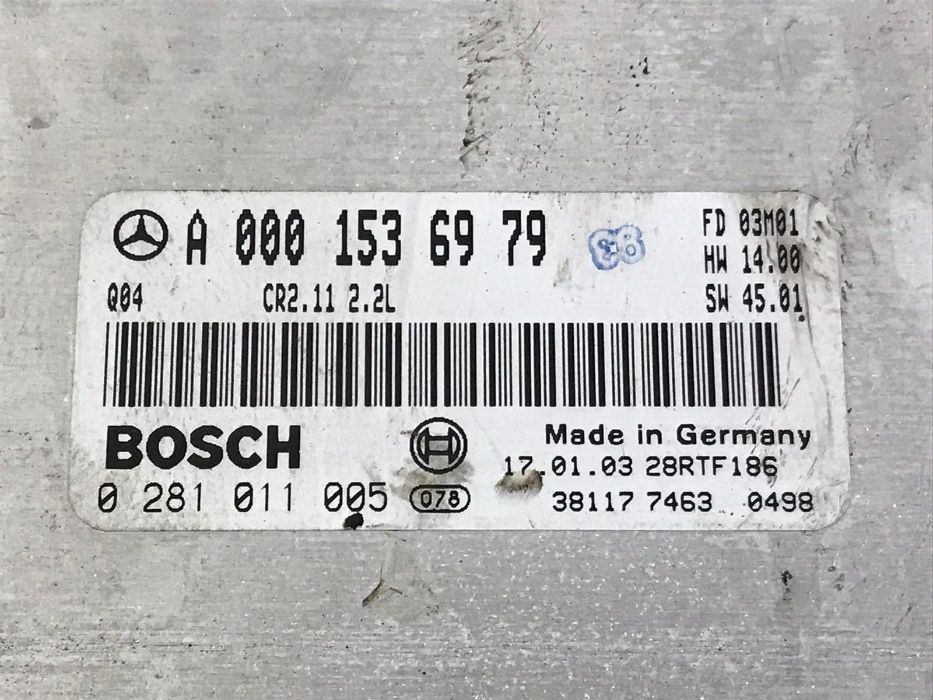 A 000 153 69 79
83
FD 03M01
HW 14.00
Q04 CR2.11 2.2L
SW 45.01
BOSCH
Made in Germany
17.01.03 28RTF186
0 281 011 005 078
38117 7463 0498